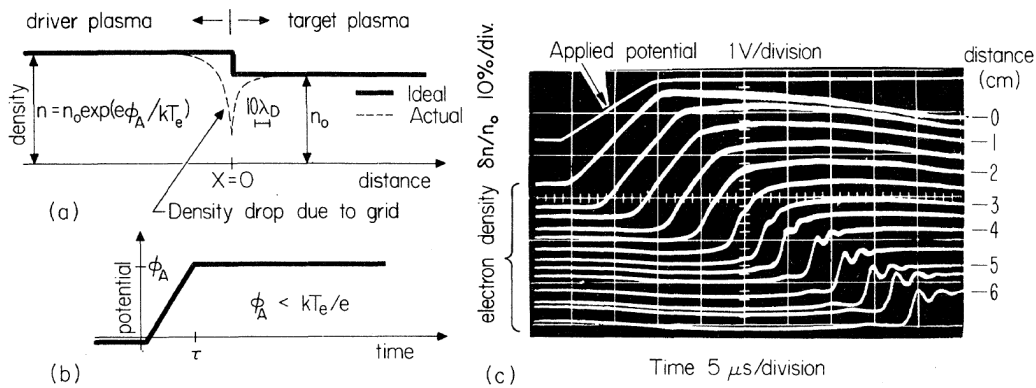 driver plasma
target plasma
density
n = n₀exp(eϕ_A/kT_e)
10λ_D
n₀
Ideal
Actual
X=0
distance
(a)
Density drop due to grid
potential
ϕ_A
ϕ_A < kT_e/e
τ
time
(b)
Applied potential 1V/division
distance
(cm)
electron density δn/n₀ 10%/div.
—0
—1
—2
—3
—4
—5
—6
(c)
Time 5 μs/division